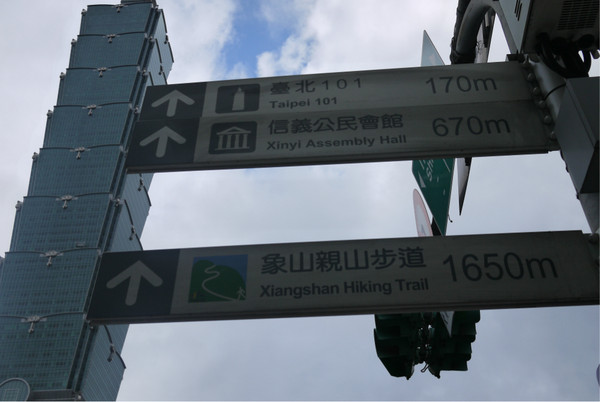 臺北101 170m
Taipei 101
信義公民會館 670m
Xinyi Assembly Hall
象山親山步道 1650m
Xiangshan Hiking Trail